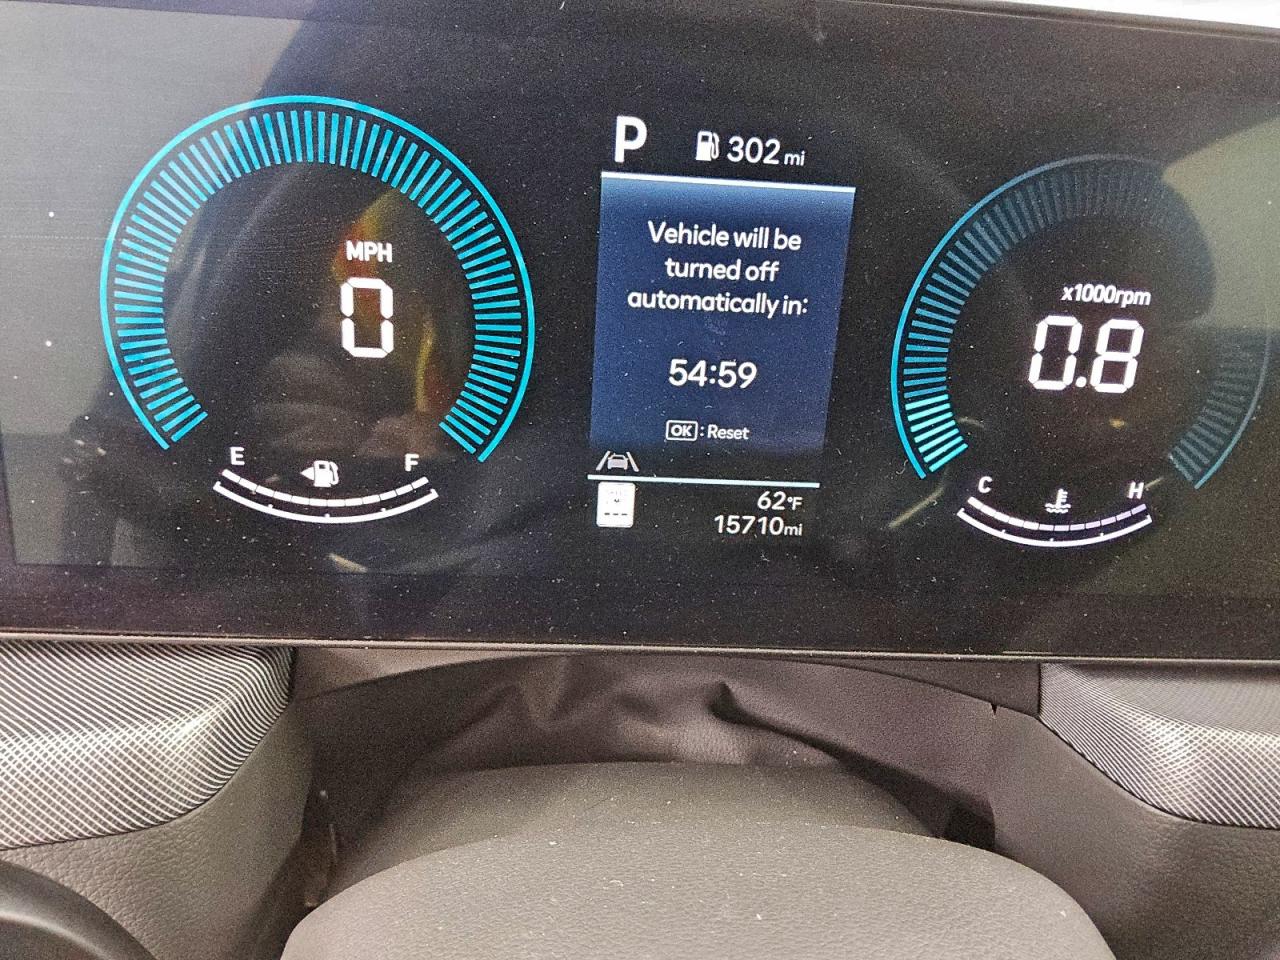 P
302 mi
MPH
0
Vehicle will be
turned off
automatically in:
54:59
OK : Reset
x1000rpm
0.8
E
F
C
H
62°F
15710mi